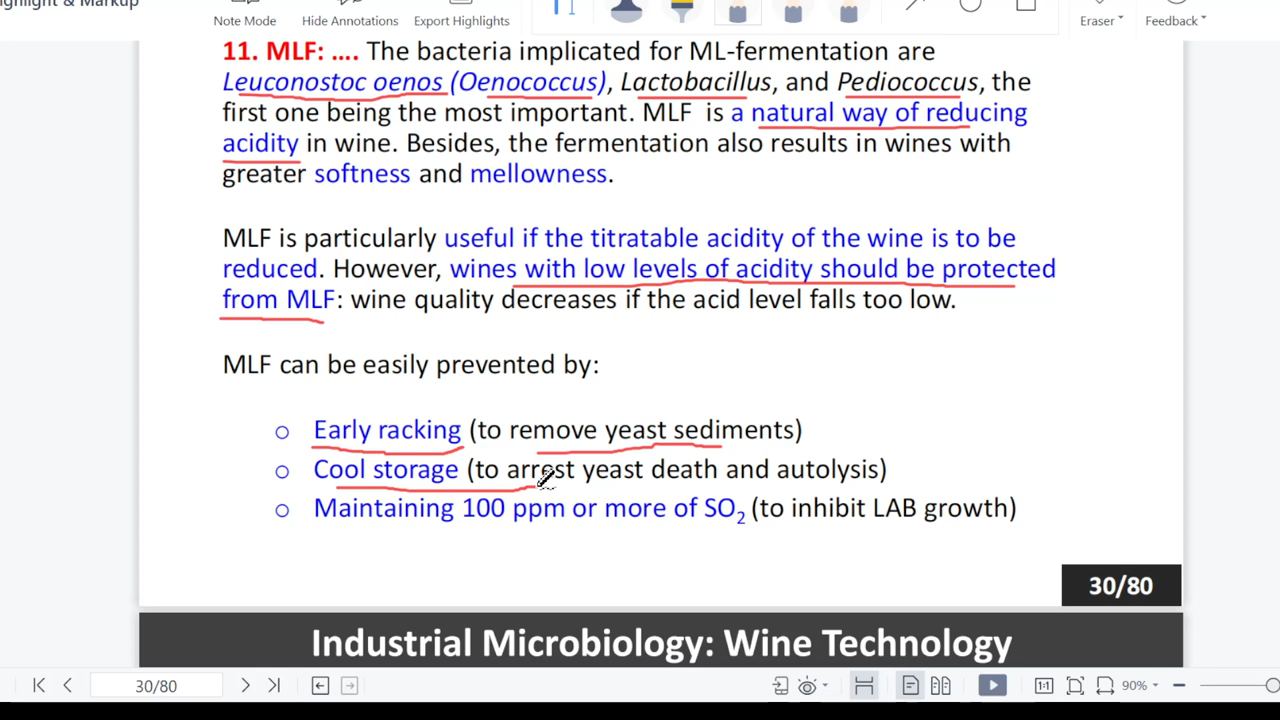 ighlight & Markup
Note Mode
Hide Annotations
Export Highlights
Eraser
Feedback
11. MLF: .... The bacteria implicated for ML-fermentation are
Leuconostoc oenos (Oenococcus), Lactobacillus, and Pediococcus, the
first one being the most important. MLF is a natural way of reducing
acidity in wine. Besides, the fermentation also results in wines with
greater softness and mellowness.
MLF is particularly useful if the titratable acidity of the wine is to be
reduced. However, wines with low levels of acidity should be protected
from MLF: wine quality decreases if the acid level falls too low.
MLF can be easily prevented by:
o Early racking (to remove yeast sediments)
o Cool storage (to arrest yeast death and autolysis)
o Maintaining 100 ppm or more of SO₂ (to inhibit LAB growth)
30/80
Industrial Microbiology: Wine Technology
30/80
1:1
90%